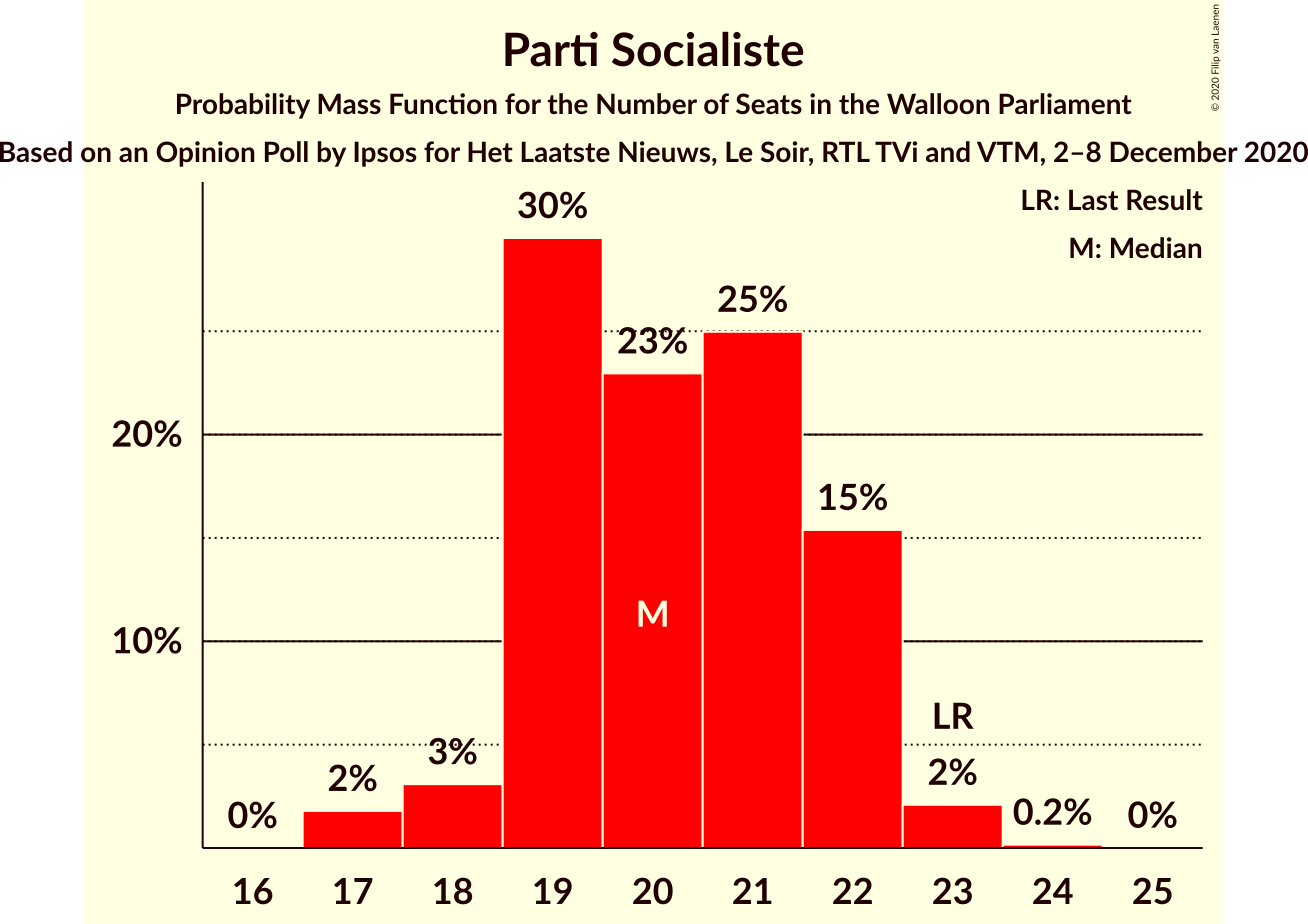 Parti Socialiste
Probability Mass Function for the Number of Seats in the Walloon Parliament
Based on an Opinion Poll by Ipsos for Het Laatste Nieuws, Le Soir, RTL TVi and VTM, 2–8 December 2020
© 2020 Filip van Laenen
LR: Last Result
M: Median
30%
25%
23%
20%
15%
M
10%
LR
3%
2%
2%
0%
0.2%
0%
16 17 18 19 20 21 22 23 24 25